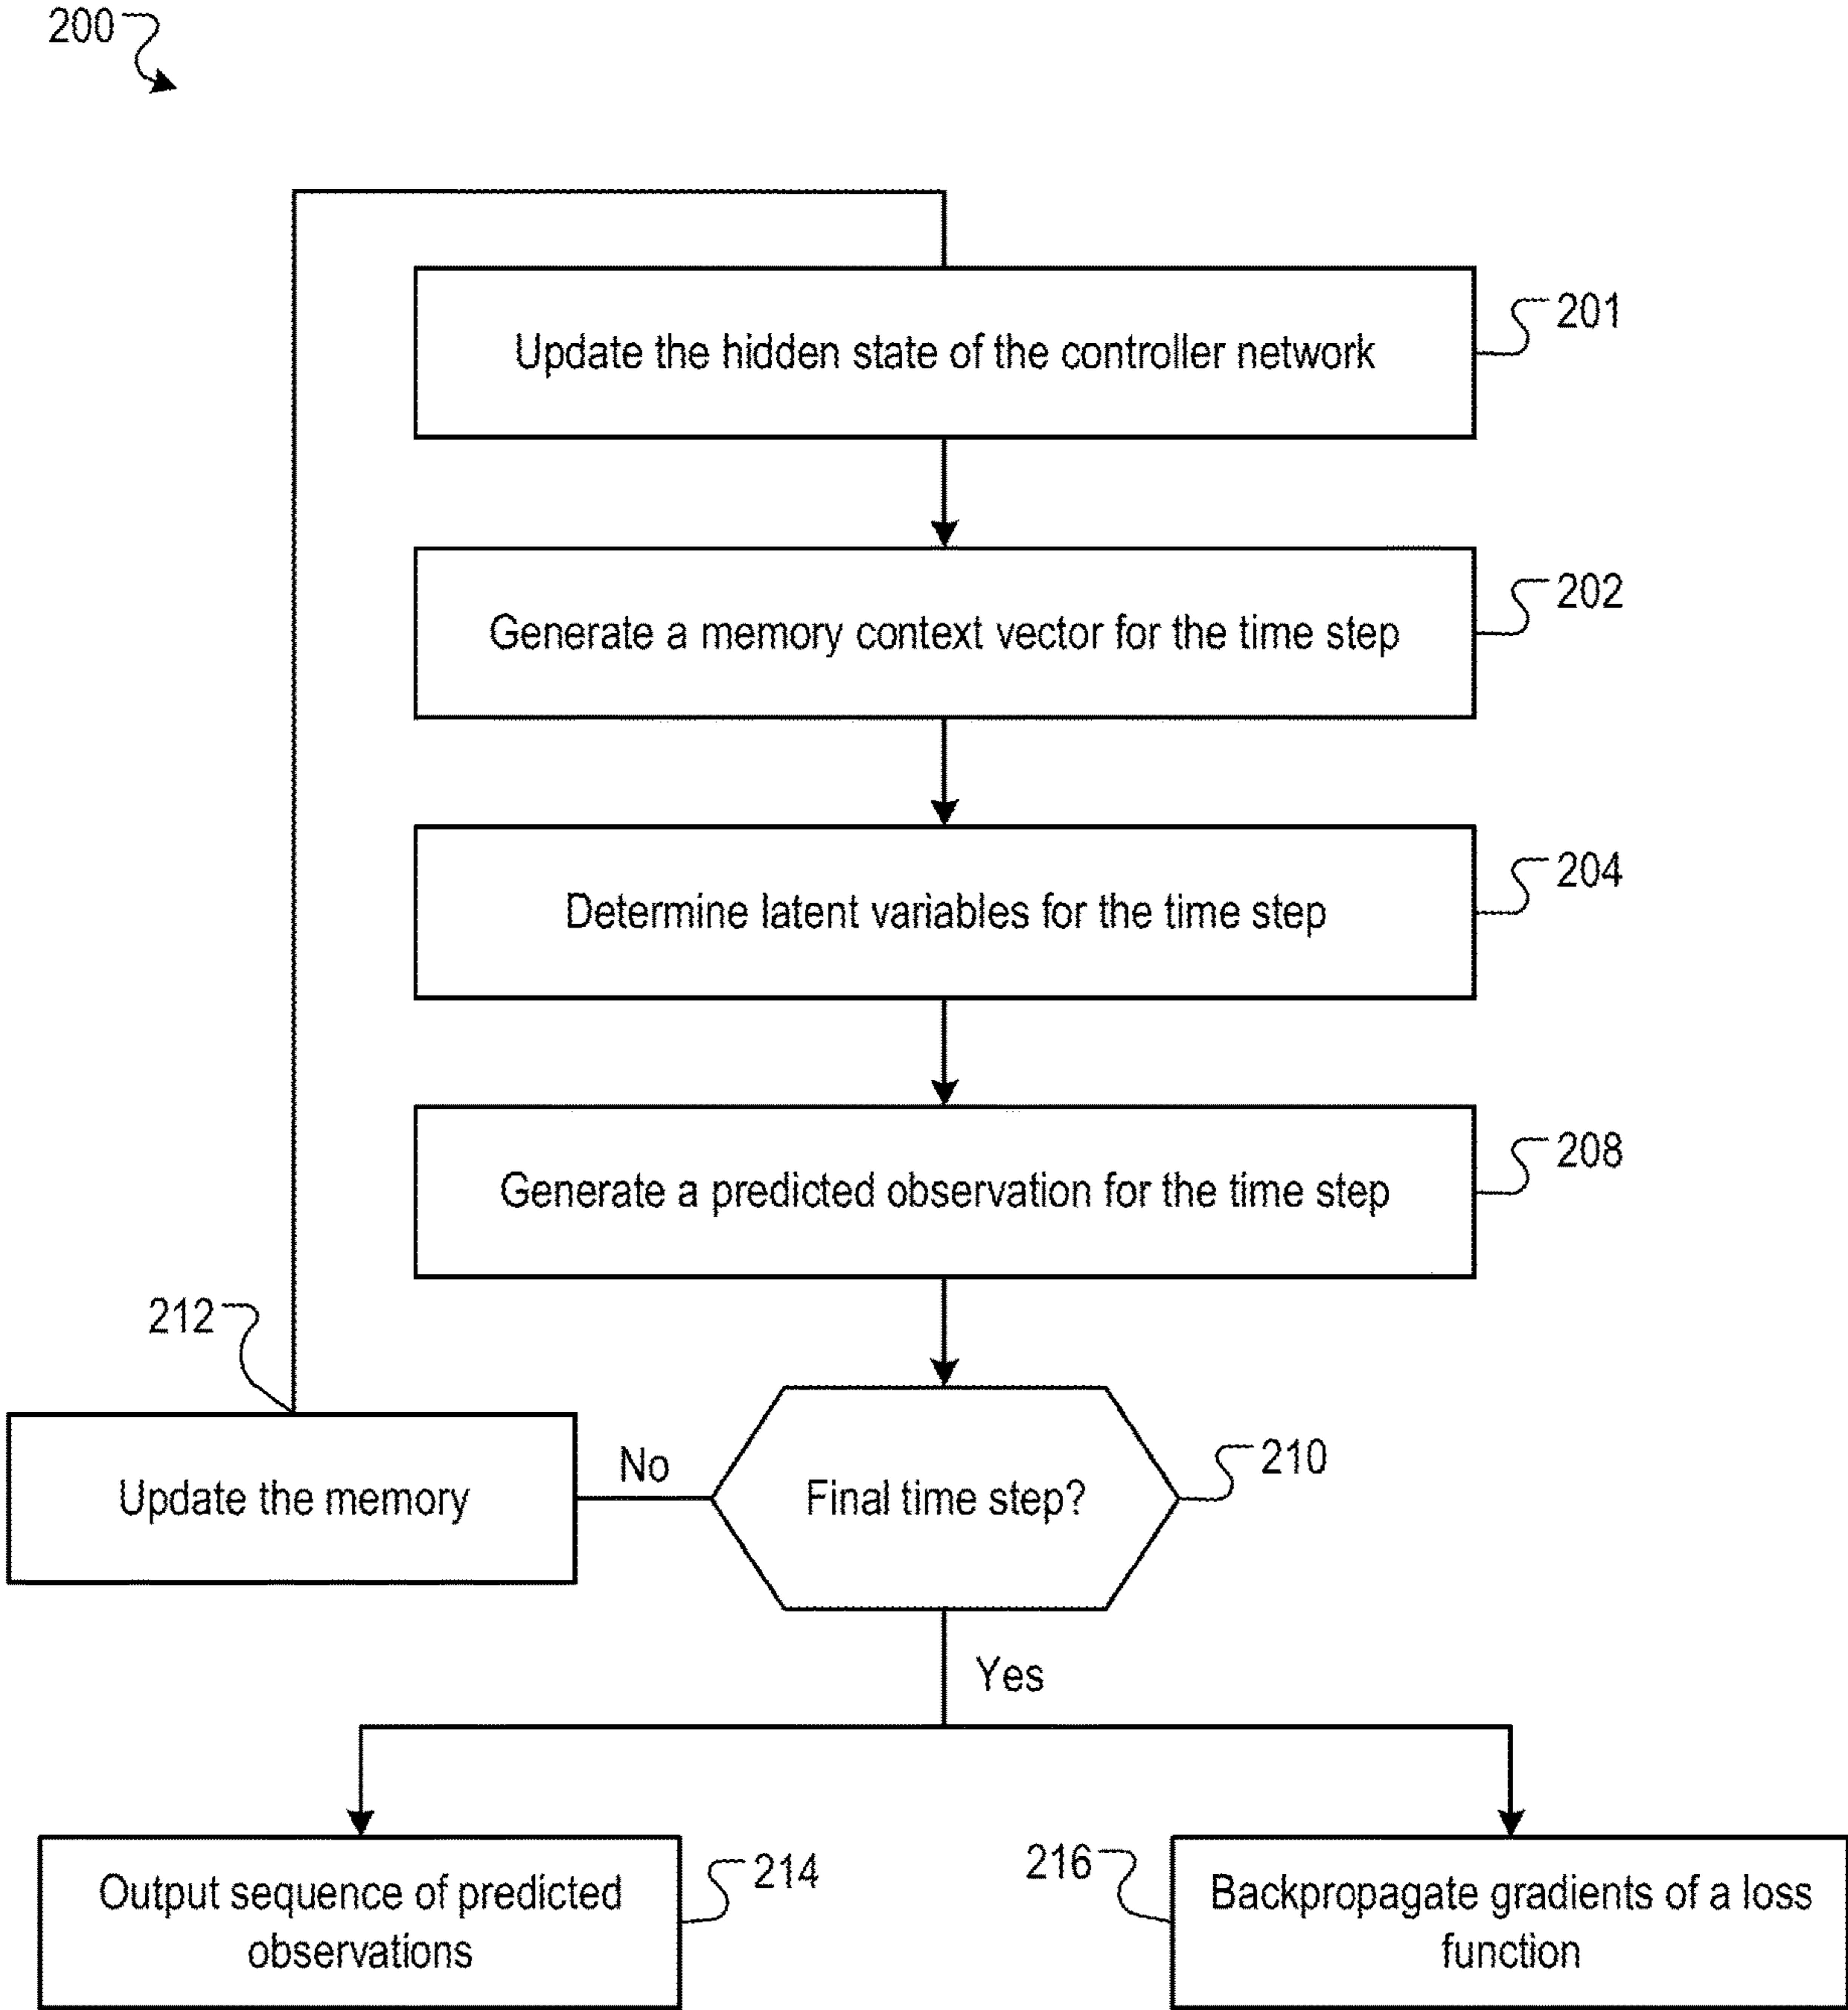 200
Update the hidden state of the controller network
201
Generate a memory context vector for the time step
202
Determine latent variables for the time step
204
Generate a predicted observation for the time step
208
212
Update the memory
No
Final time step?
210
Yes
Output sequence of predicted
observations
214
216
Backpropagate gradients of a loss
function